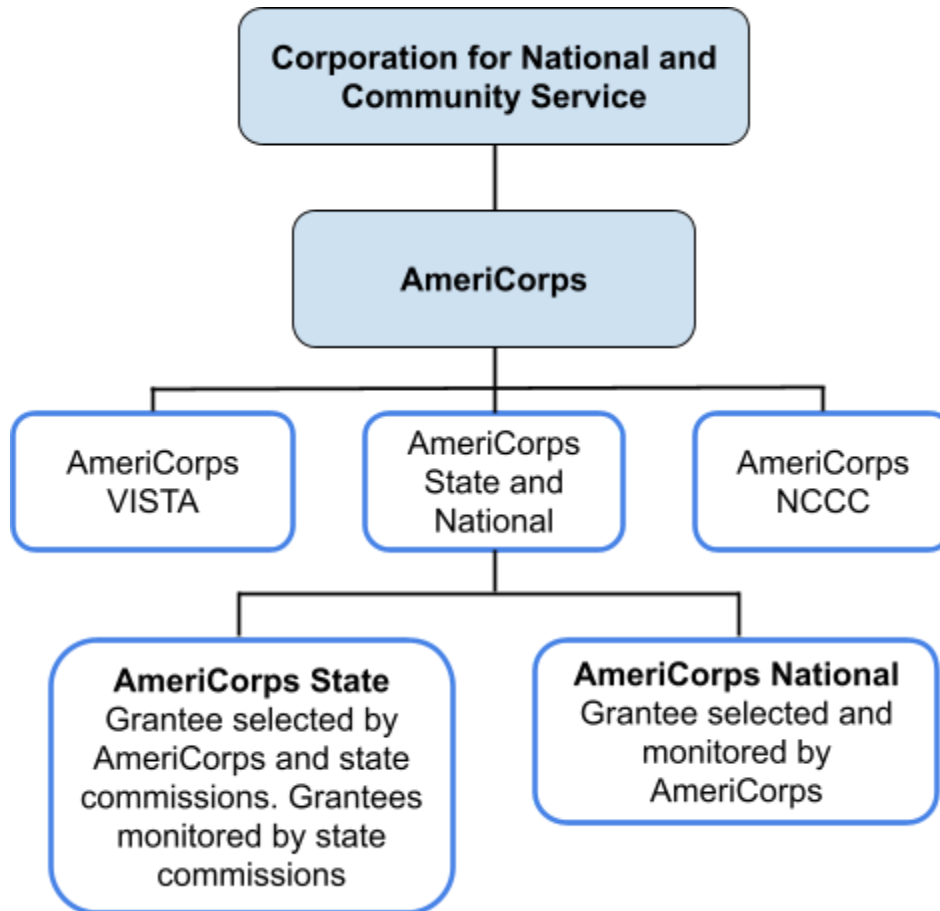 Corporation for National and
Community Service
AmeriCorps
AmeriCorps
VISTA
AmeriCorps
State and
National
AmeriCorps
NCCC
AmeriCorps State
Grantee selected by
AmeriCorps and state
commissions. Grantees
monitored by state
commissions
AmeriCorps National
Grantee selected and
monitored by
AmeriCorps